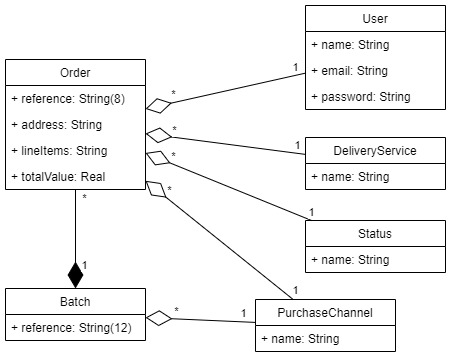 User
+ name: String
+ email: String
+ password: String
Order
+ reference: String(8)
+ address: String
+ lineItems: String
+ totalValue: Real
* 1
* 1
DeliveryService
+ name: String
* 1
Status
+ name: String
* 1
* 1
Batch
+ reference: String(12)
* 1
PurchaseChannel
+ name: String